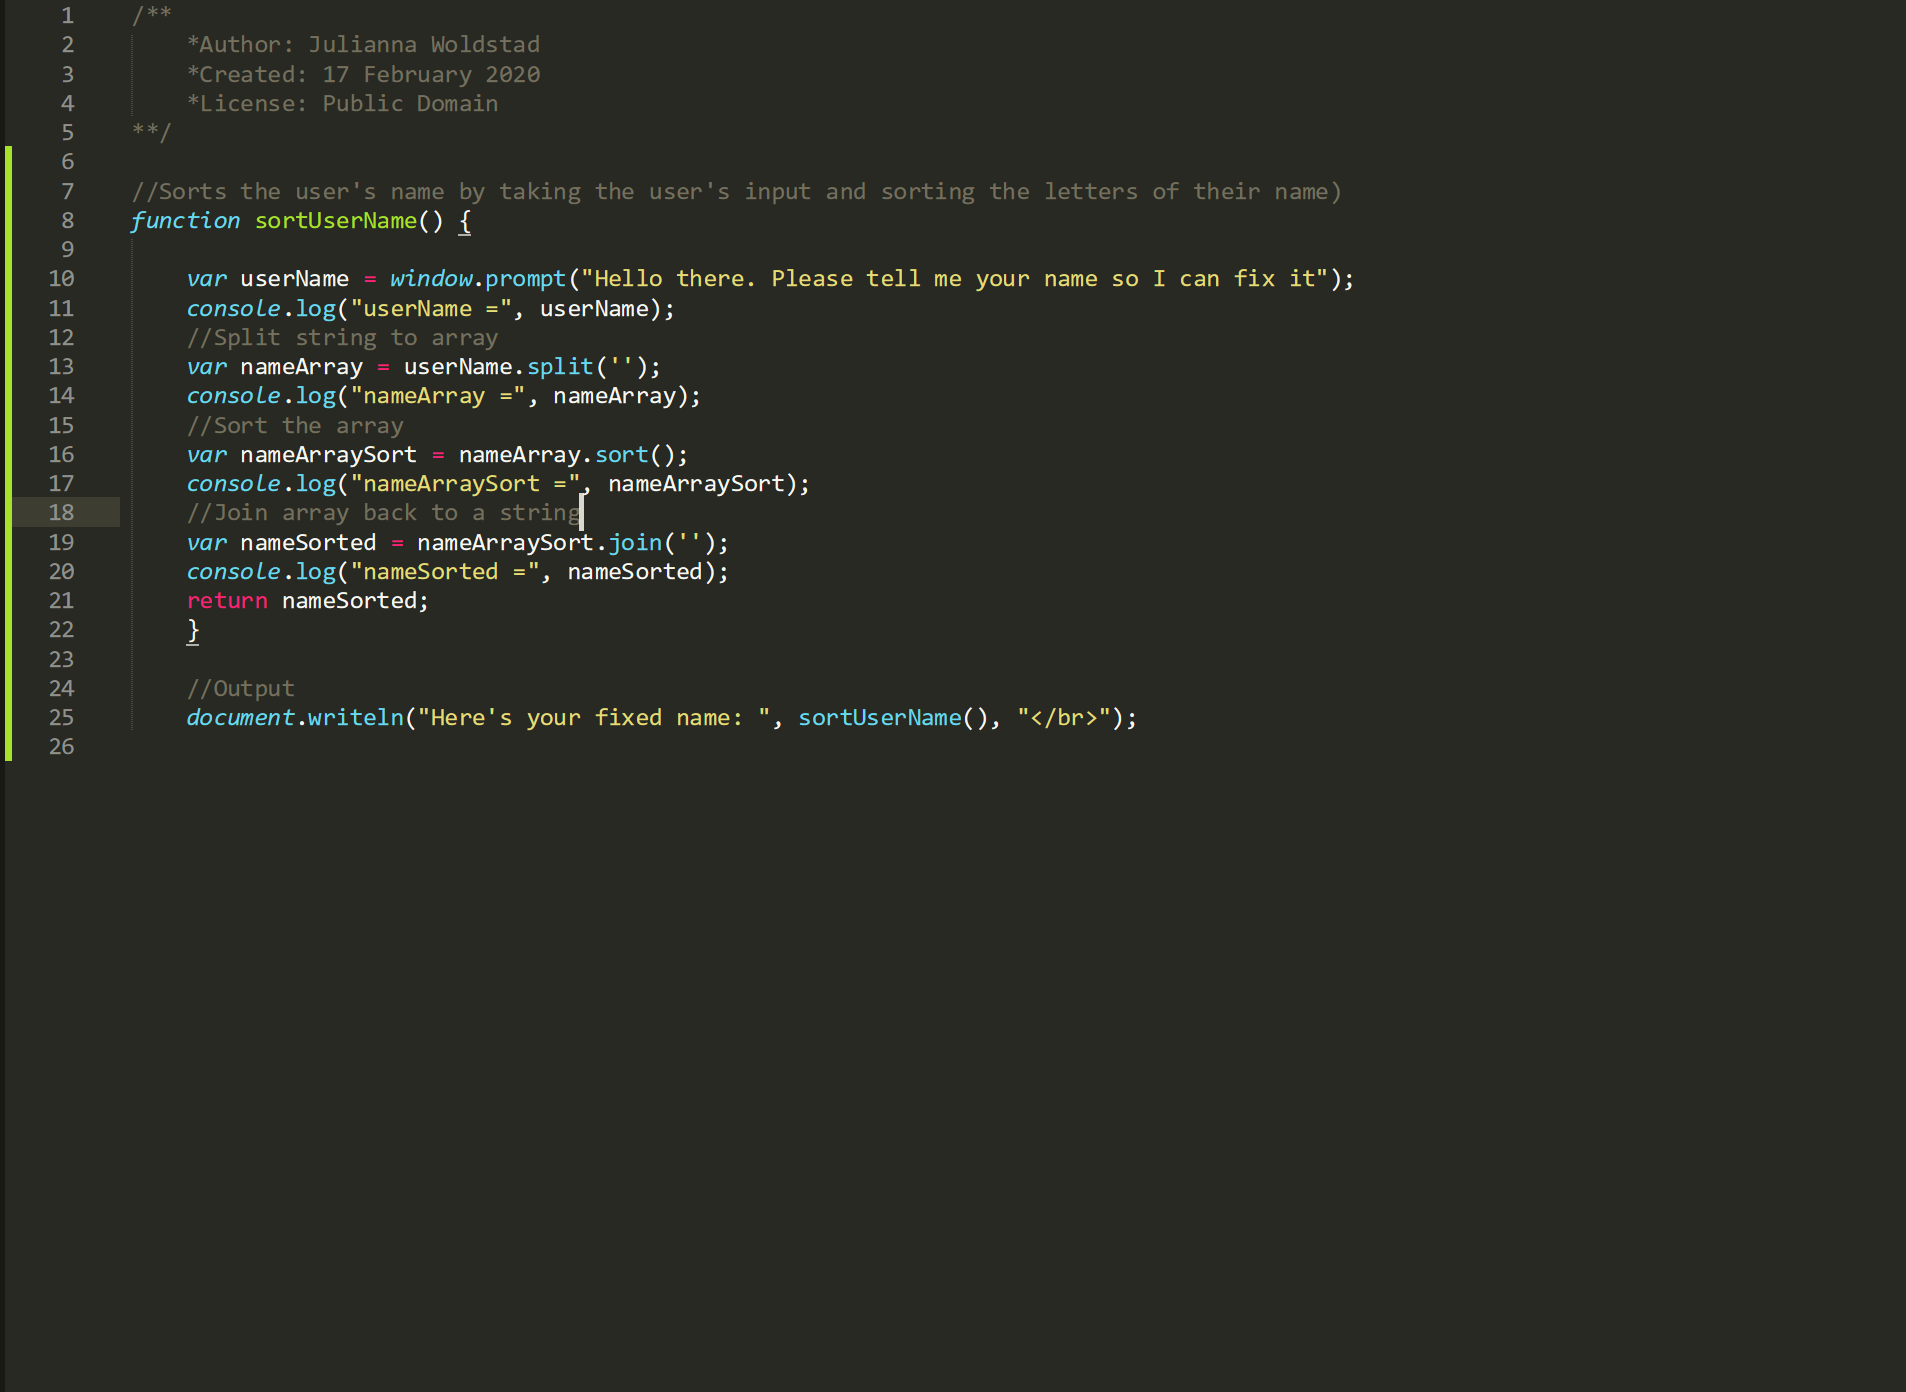 1 /**
2 *Author: Julianna Woldstad
3 *Created: 17 February 2020
4 *License: Public Domain
5 **/
6
7 //Sorts the user's name by taking the user's input and sorting the letters of their name)
8 function sortUserName() {
9
10 var userName = window.prompt("Hello there. Please tell me your name so I can fix it");
11 console.log("userName =", userName);
12 //Split string to array
13 var nameArray = userName.split('');
14 console.log("nameArray =", nameArray);
15 //Sort the array
16 var nameArraySort = nameArray.sort();
17 console.log("nameArraySort =", nameArraySort);
18 //Join array back to a string
19 var nameSorted = nameArraySort.join('');
20 console.log("nameSorted =", nameSorted);
21 return nameSorted;
22 }
23
24 //Output
25 document.writeln("Here's your fixed name: ", sortUserName(), "</br>");
26